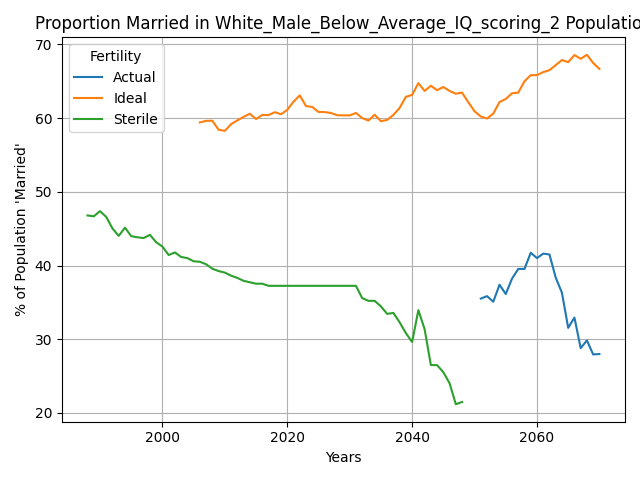 Proportion Married in White_Male_Below_Average_IQ_scoring_2 Populatio
Fertility
Actual
Ideal
Sterile
% of Population 'Married'
70
60
50
40
30
20
2000
2020
2040
2060
Years